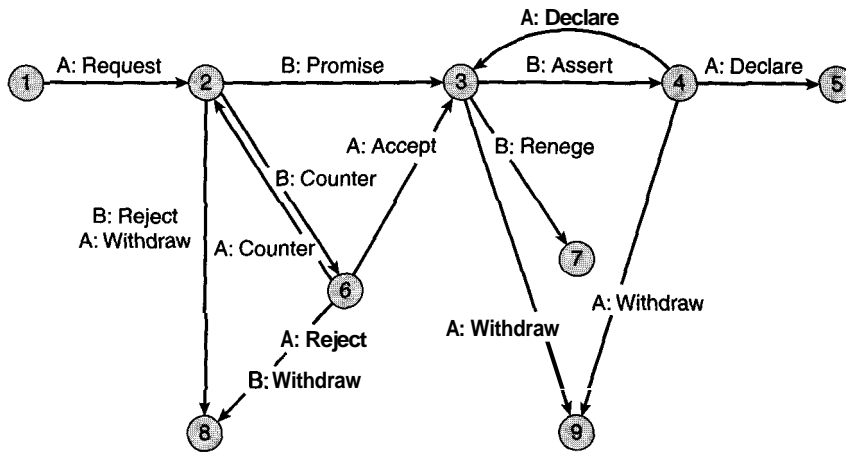 A: Declare
A: Request
B: Promise
B: Assert
A: Declare
1
2
3
4
5
A: Accept
B: Renege
B: Counter
B: Reject
A: Withdraw
A: Counter
7
6
A: Withdraw
A: Withdraw
A: Reject
B: Withdraw
8
9